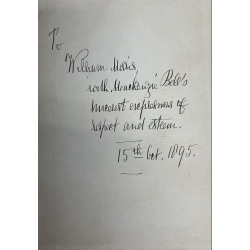 To
William Morris,
with Mackenzie Bell's
sincerest expressions of
respect and esteem.
15th Oct. 1895.